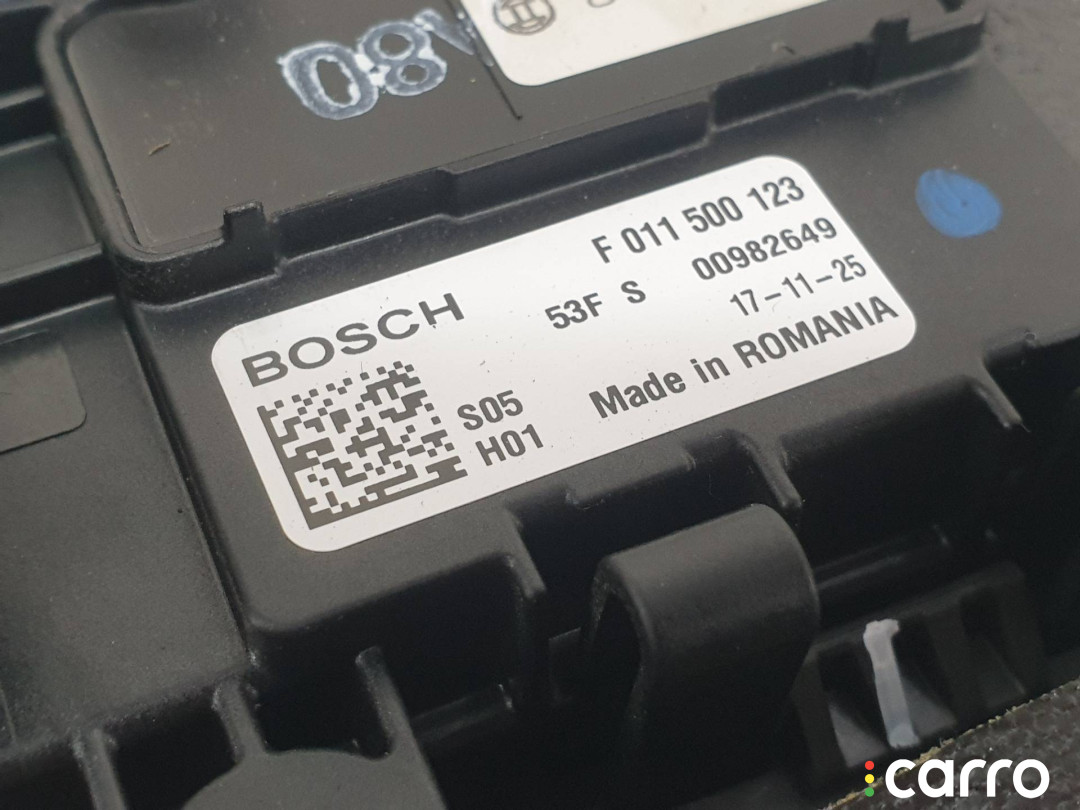 08
BOSCH
F 011 500 123
53F S 00982649
17-11-25
S05
H01
Made in ROMANIA
carro